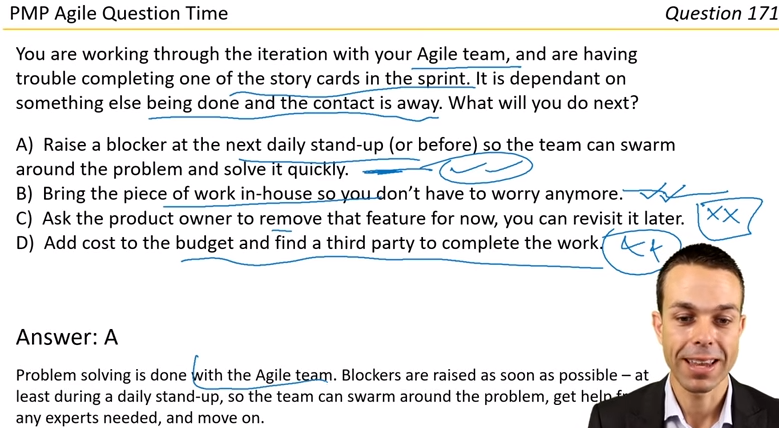 PMP Agile Question Time
Question 171
You are working through the iteration with your Agile team, and are having
trouble completing one of the story cards in the sprint. It is dependant on
something else being done and the contact is away. What will you do next?
A) Raise a blocker at the next daily stand-up (or before) so the team can swarm
around the problem and solve it quickly.
B) Bring the piece of work in-house so you don't have to worry anymore.
C) Ask the product owner to remove that feature for now, you can revisit it later.
D) Add cost to the budget and find a third party to complete the work.
Answer: A
Problem solving is done with the Agile team. Blockers are raised as soon as possible – at
least during a daily stand-up, so the team can swarm around the problem, get help
any experts needed, and move on.